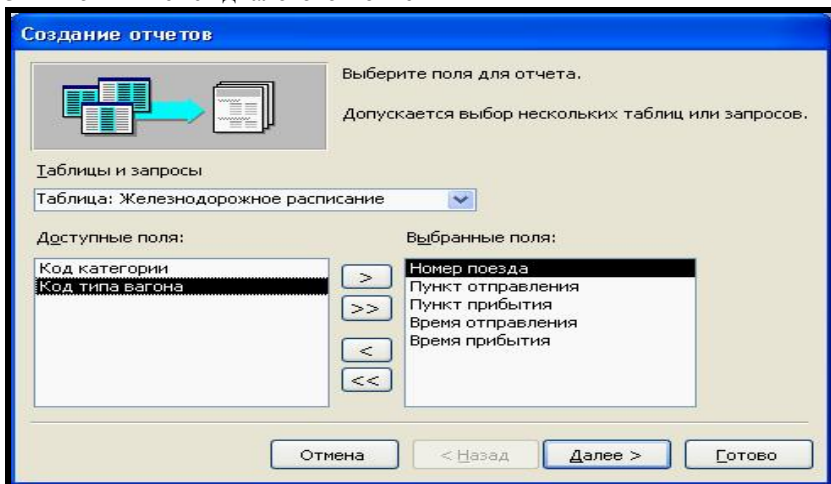 Создание отчетов
Выберите поля для отчета.
Допускается выбор нескольких таблиц или запросов.
Таблицы и запросы
Таблица: Железнодорожное расписание
Доступные поля:
Выбранные поля:
Код категории
Код типа вагона
>
>>
<
<<
Номер поезда
Пункт отправления
Пункт прибытия
Время отправления
Время прибытия
Отмена
< Назад
Далее >
Готово